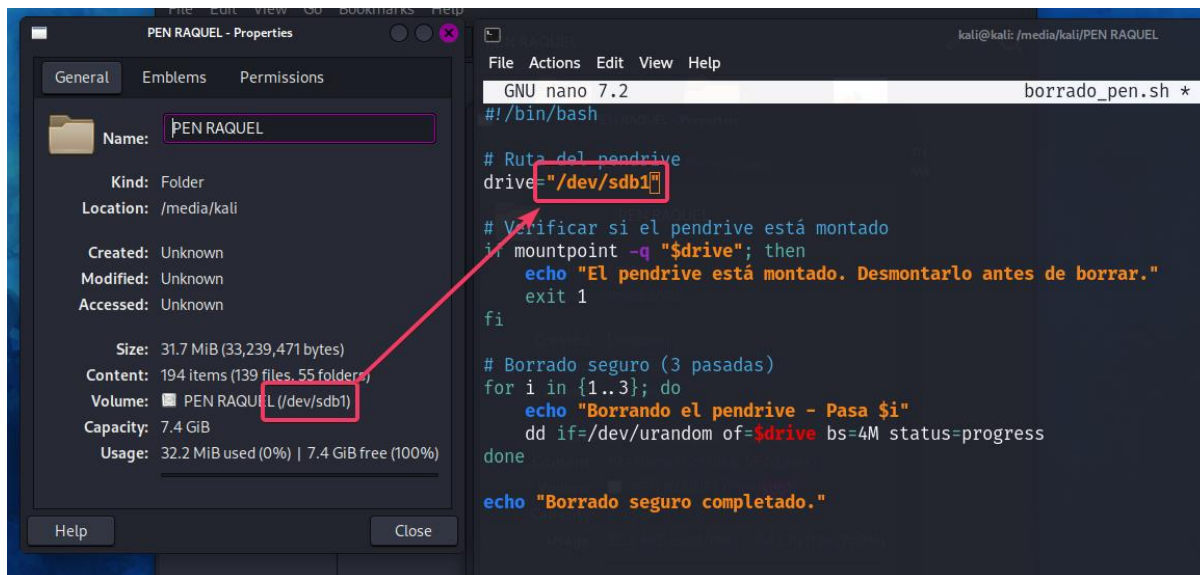 File Edit View Go Bookmarks Help
PEN RAQUEL - Properties
General Emblems Permissions
Name: PEN RAQUEL
Kind: Folder
Location: /media/kali
Created: Unknown
Modified: Unknown
Accessed: Unknown
Size: 31.7 MiB (33,239,471 bytes)
Content: 194 items (139 files, 55 folders)
Volume: PEN RAQUEL (/dev/sdb1)
Capacity: 7.4 GiB
Usage: 32.2 MiB used (0%) | 7.4 GiB free (100%)
Help Close
kali@kali: /media/kali/PEN RAQUEL
File Actions Edit View Help
GNU nano 7.2 borrado_pen.sh *
#!/bin/bash
# Ruta del pendrive
drive="/dev/sdb1"
# Verificar si el pendrive está montado
if mountpoint -q "$drive"; then
echo "El pendrive está montado. Desmontarlo antes de borrar."
exit 1
fi
# Borrado seguro (3 pasadas)
for i in {1..3}; do
echo "Borrando el pendrive - Pasa $i"
dd if=/dev/urandom of=$drive bs=4M status=progress
done
echo "Borrado seguro completado."